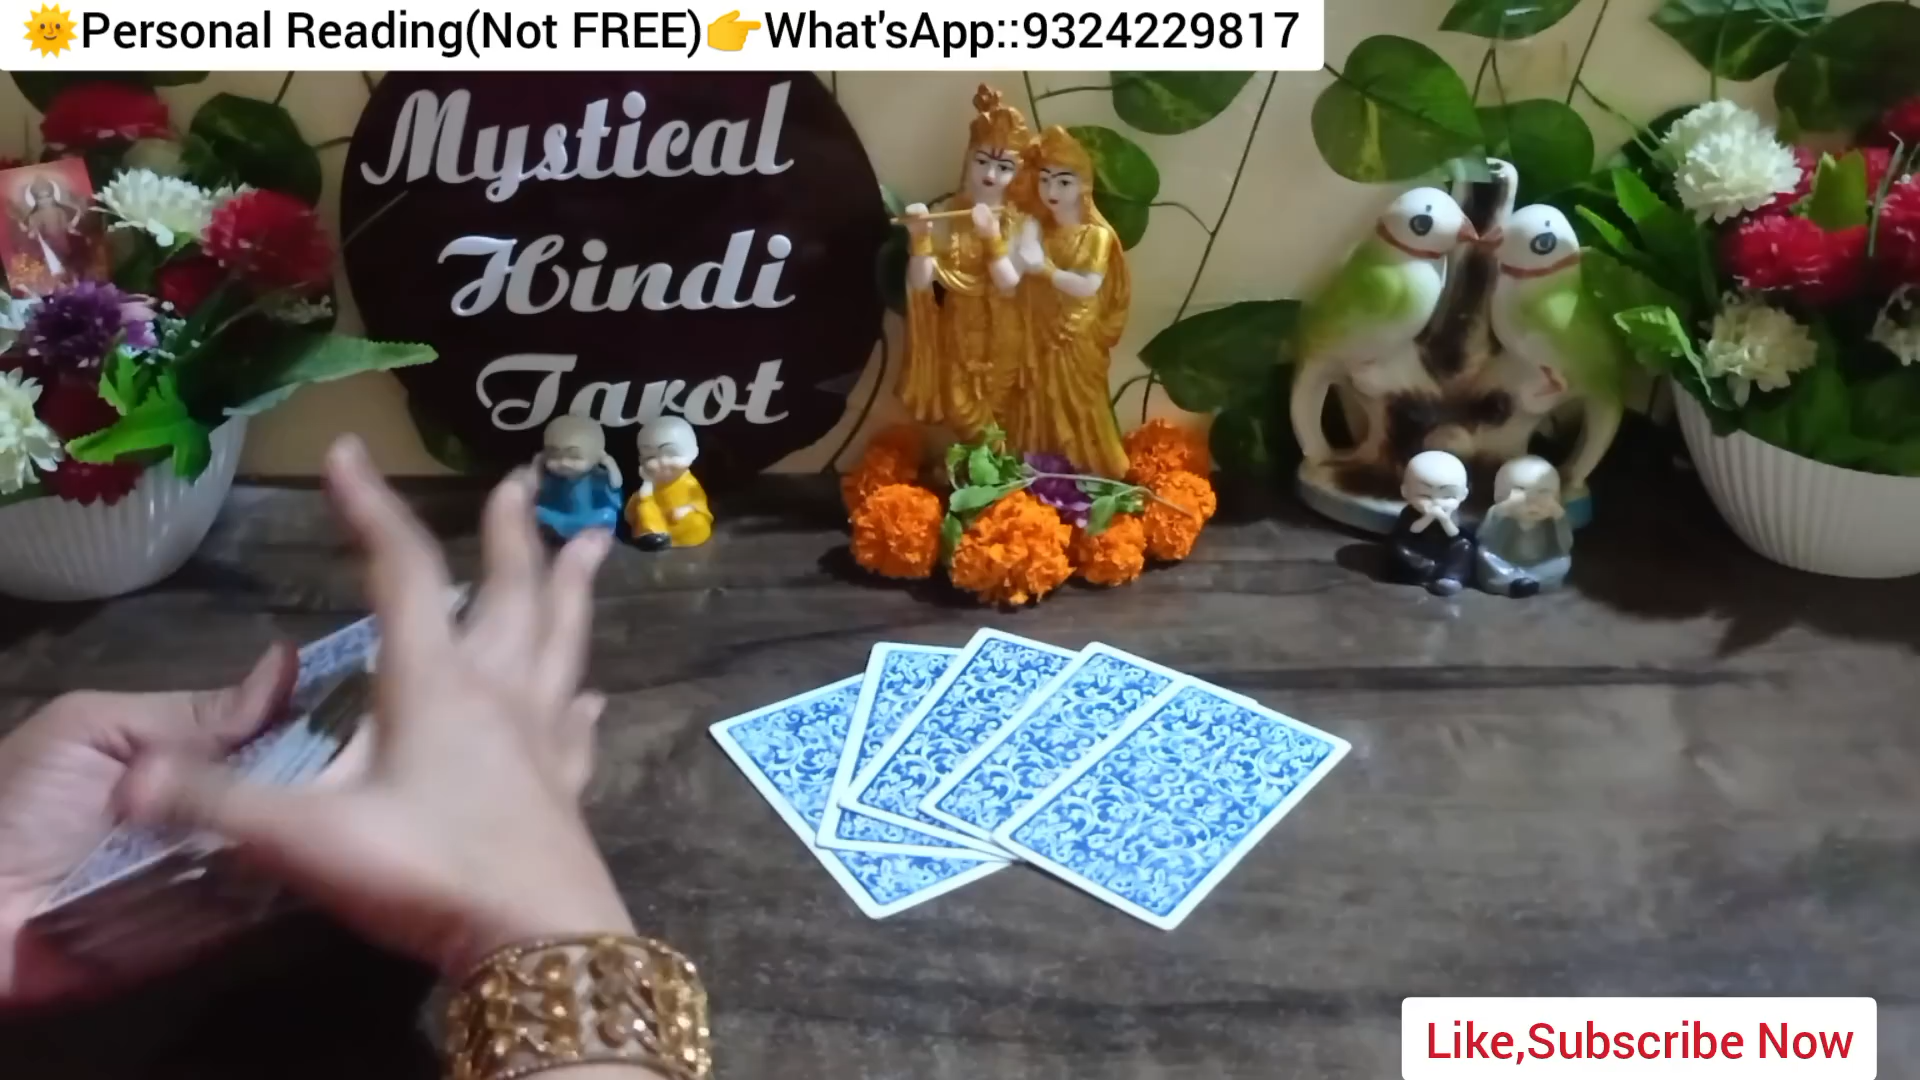 🌞Personal Reading(Not FREE)👉What'sApp::9324229817
Mystical
Hindi
Tarot
Like,Subscribe Now